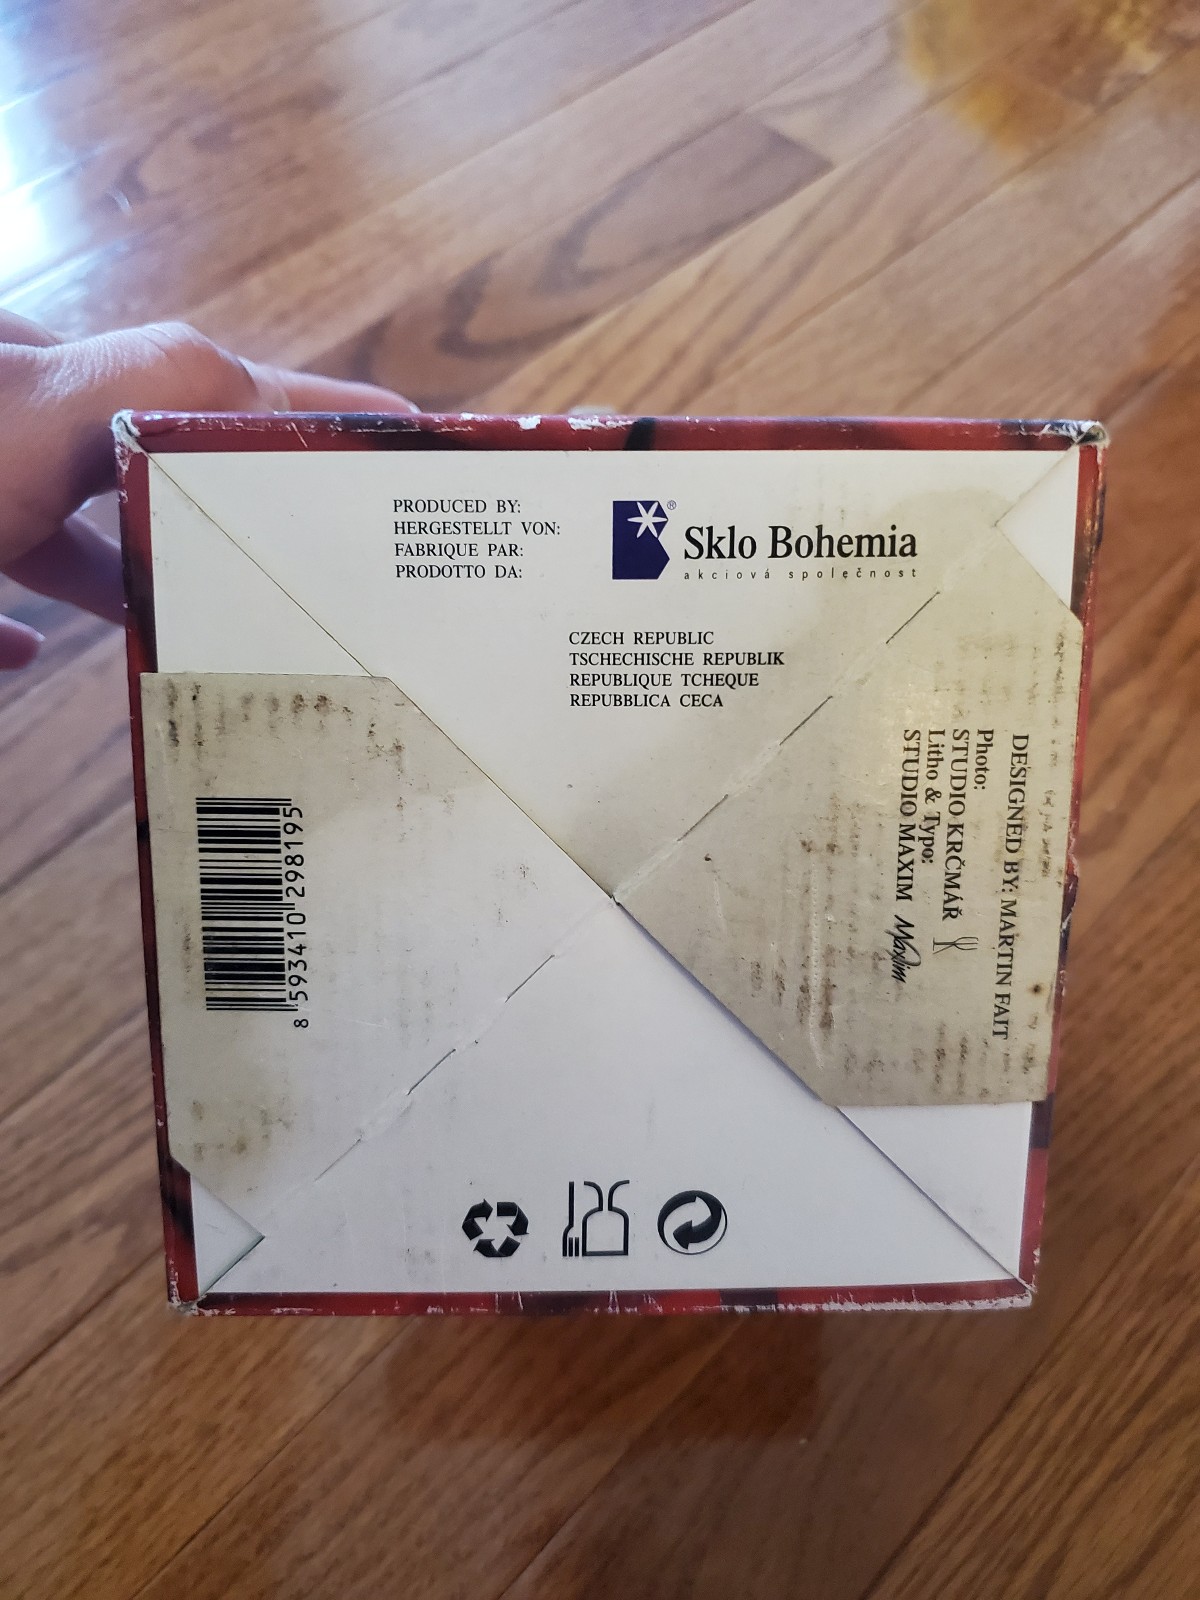 PRODUCED BY:
HERGESTELLT VON:
FABRIQUE PAR:
PRODOTTO DA:
®
Sklo Bohemia
akciová společnost
CZECH REPUBLIC
TSCHECHISCHE REPUBLIK
REPUBLIQUE TCHEQUE
REPUBBLICA CECA
DESIGNED BY: MARTIN FAIT
Photo:
STUDIO KRČMÁŘ
Litho & Typo:
STUDIO MAXIM Maxim
8 593410 298195